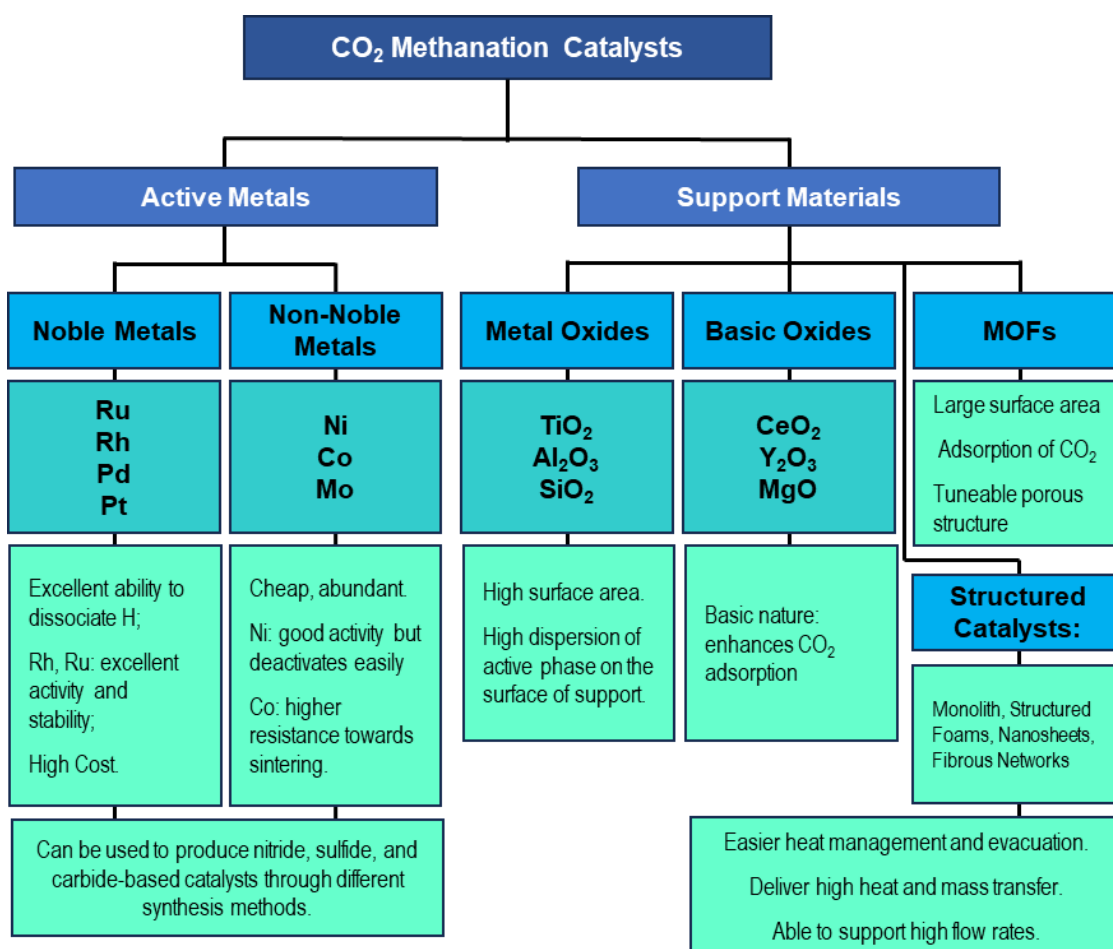 CO₂ Methanation Catalysts
Active Metals
Support Materials
Noble Metals
Non-Noble
Metals
Metal Oxides
Basic Oxides
MOFs
Ru
Rh
Pd
Pt
Ni
Co
Mo
TiO₂
Al₂O₃
SiO₂
CeO₂
Y₂O₃
MgO
Large surface area
Adsorption of CO₂
Tuneable porous
structure
Excellent ability to
dissociate H;
Rh, Ru: excellent
activity and
stability;
High Cost.
Cheap, abundant.
Ni: good activity but
deactivates easily
Co: higher
resistance towards
sintering.
High surface area.
High dispersion of
active phase on the
surface of support.
Basic nature:
enhances CO₂
adsorption
Structured
Catalysts:
Monolith, Structured
Foams, Nanosheets,
Fibrous Networks
Can be used to produce nitride, sulfide, and
carbide-based catalysts through different
synthesis methods.
Easier heat management and evacuation.
Deliver high heat and mass transfer.
Able to support high flow rates.